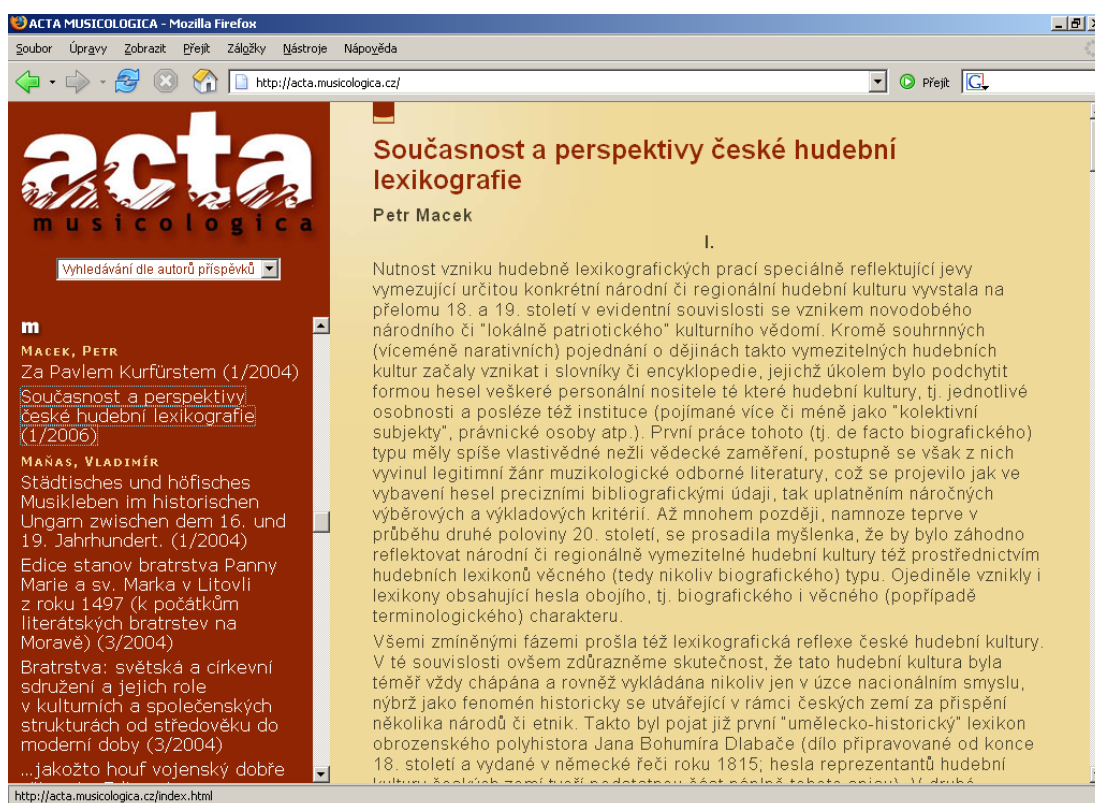 ACTA MUSICOLOGICA - Mozilla Firefox
Soubor Úpravy Zobrazit Přejít Záložky Nástroje Nápověda
http://acta.musicologica.cz/ Přejít
acta
musicologica
Vyhledávání dle autorů příspěvků
m
MACEK, PETR
Za Pavlem Kurfürstem (1/2004)
Současnost a perspektivy
české hudební lexikografie
(1/2006)
MAŇAS, VLADIMÍR
Städtisches und höfisches
Musikleben im historischen
Ungarn zwischen dem 16. und
19. Jahrhundert. (1/2004)
Edice stanov bratrstva Panny
Marie a sv. Marka v Litovli
z roku 1497 (k počátkům
literátských bratrstev na
Moravě) (3/2004)
Bratrstva: světská a církevní
sdružení a jejich role
v kulturních a společenských
strukturách od středověku do
moderní doby (3/2004)
...jakožto houf vojenský dobře
Současnost a perspektivy české hudební
lexikografie
Petr Macek
I.
Nutnost vzniku hudebně lexikografických prací speciálně reflektující jevy
vymezující určitou konkrétní národní či regionální hudební kulturu vyvstala na
přelomu 18. a 19. století v evidentní souvislosti se vznikem novodobého
národního či "lokálně patriotického" kulturního vědomí. Kromě souhrnných
(víceméně narativních) pojednání o dějinách takto vymezitelných hudebních
kultur začaly vznikat i slovníky či encyklopedie, jejichž úkolem bylo podchytit
formou hesel veškeré personální nositele té které hudební kultury, tj. jednotlivé
osobnosti a posléze též instituce (pojímané více či méně jako "kolektivní
subjekty", právnické osoby atp.). První práce tohoto (tj. de facto biografického)
typu měly spíše vlastivědné nežli vědecké zaměření, postupně se však z nich
vyvinul legitimní žánr muzikologické odborné literatury, což se projevilo jak ve
vybavení hesel precizními bibliografickými údaji, tak uplatněním náročných
výběrových a výkladových kritérií. Až mnohem později, namnoze teprve v
průběhu druhé poloviny 20. století, se prosadila myšlenka, že by bylo záhodno
reflektovat národní či regionálně vymezitelné hudební kultury též prostřednictvím
hudebních lexikonů věcného (tedy nikoliv biografického) typu. Ojediněle vznikly i
lexikony obsahující hesla obojího, tj. biografického i věcného (popřípadě
terminologického) charakteru.
Všemi zmíněnými fázemi prošla též lexikografická reflexe české hudební kultury.
V té souvislosti ovšem zdůrazněme skutečnost, že tato hudební kultura byla
téměř vždy chápána a rovněž vykládána nikoliv jen v úzce nacionálním smyslu,
nýbrž jako fenomén historicky se utvářející v rámci českých zemí za přispění
několika národů či etnik. Takto byl pojat již první "umělecko-historický" lexikon
obrozenského polyhistora Jana Bohumíra Dlabače (dílo připravované od konce
18. století a vydané v německé řeči roku 1815; hesla reprezentantů hudební
http://acta.musicologica.cz/index.html